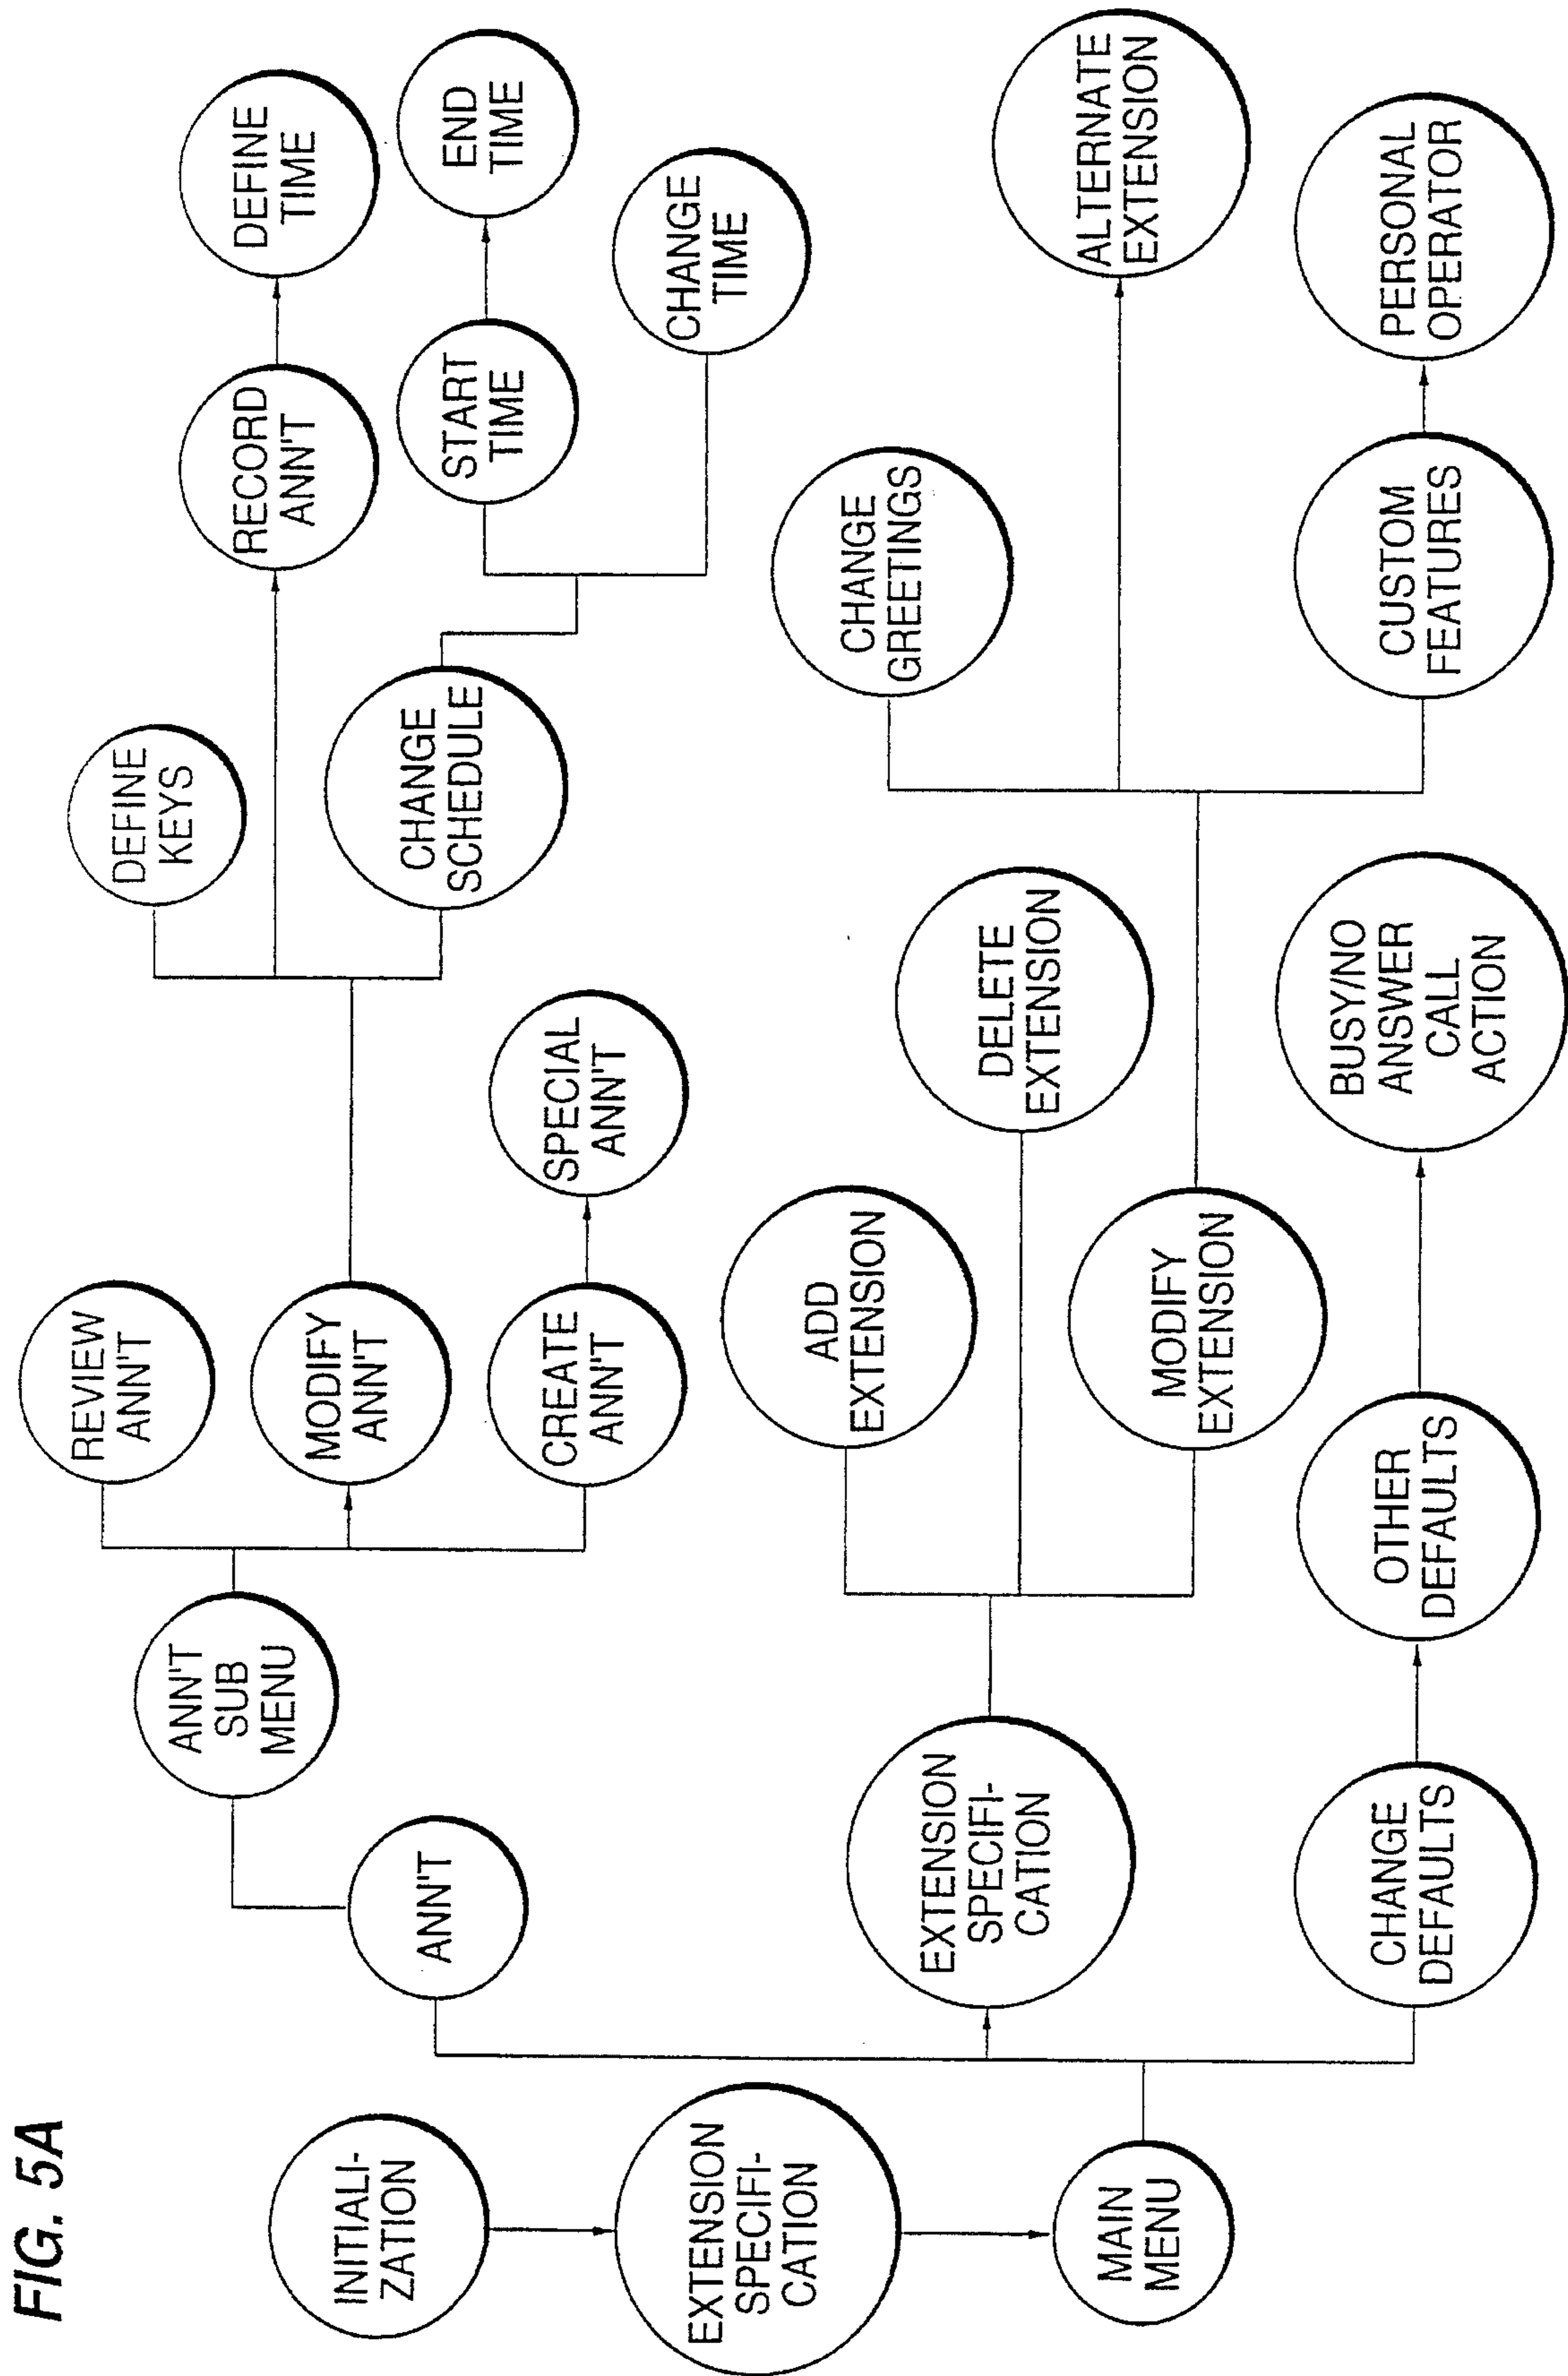 FIG. 5A
INITIALI-
ZATION
EXTENSION
SPECIFI-
CATION
MAIN
MENU
ANN'T
EXTENSION
SPECIFI-
CATION
CHANGE
DEFAULTS
ANN'T
SUB
MENU
REVIEW
ANN'T
MODIFY
ANN'T
CREATE
ANN'T
SPECIAL
ANN'T
DEFINE
KEYS
RECORD
ANN'T
DEFINE
TIME
CHANGE
SCHEDULE
START
TIME
END
TIME
CHANGE
TIME
ADD
EXTENSION
DELETE
EXTENSION
MODIFY
EXTENSION
CHANGE
GREETINGS
ALTERNATE
EXTENSION
CUSTOM
FEATURES
PERSONAL
OPERATOR
OTHER
DEFAULTS
BUSY/NO
ANSWER
CALL
ACTION